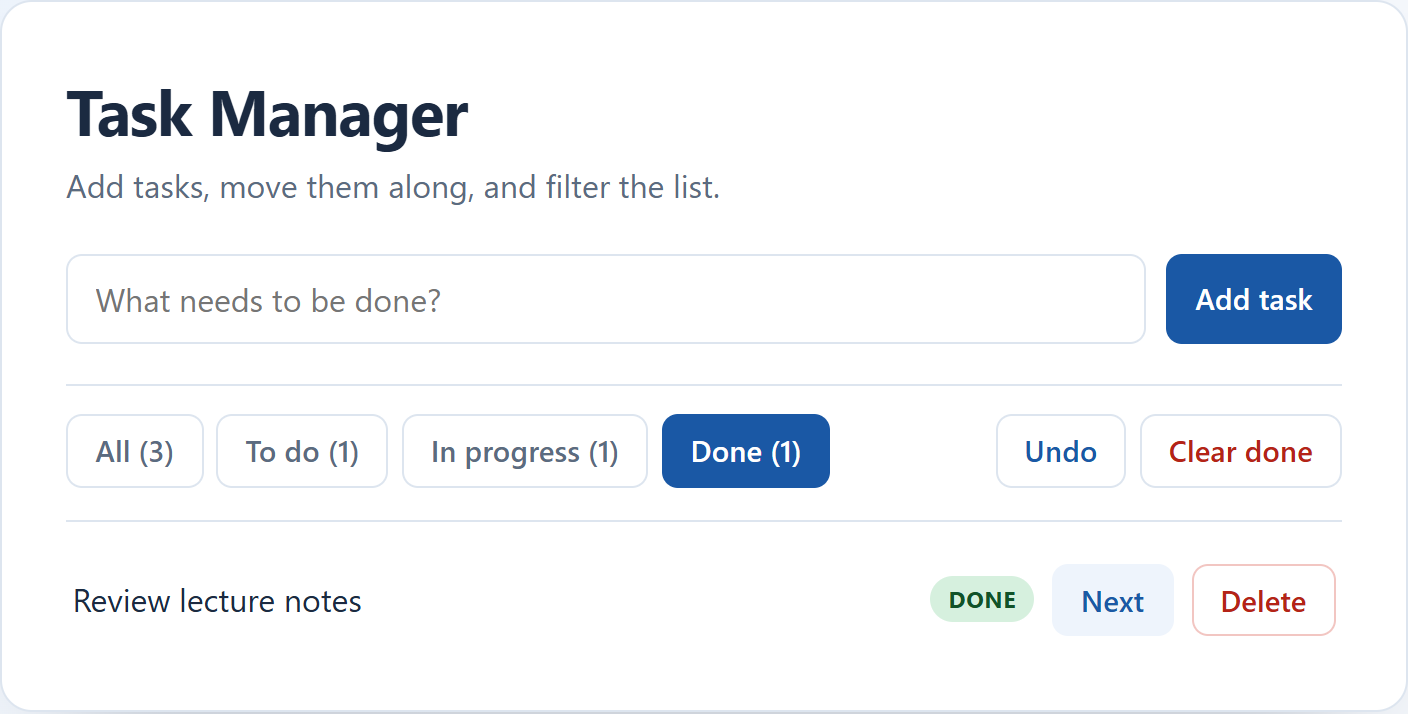 Task Manager
Add tasks, move them along, and filter the list.
What needs to be done? Add task
All (3) To do (1) In progress (1) Done (1) Undo Clear done
Review lecture notes DONE Next Delete